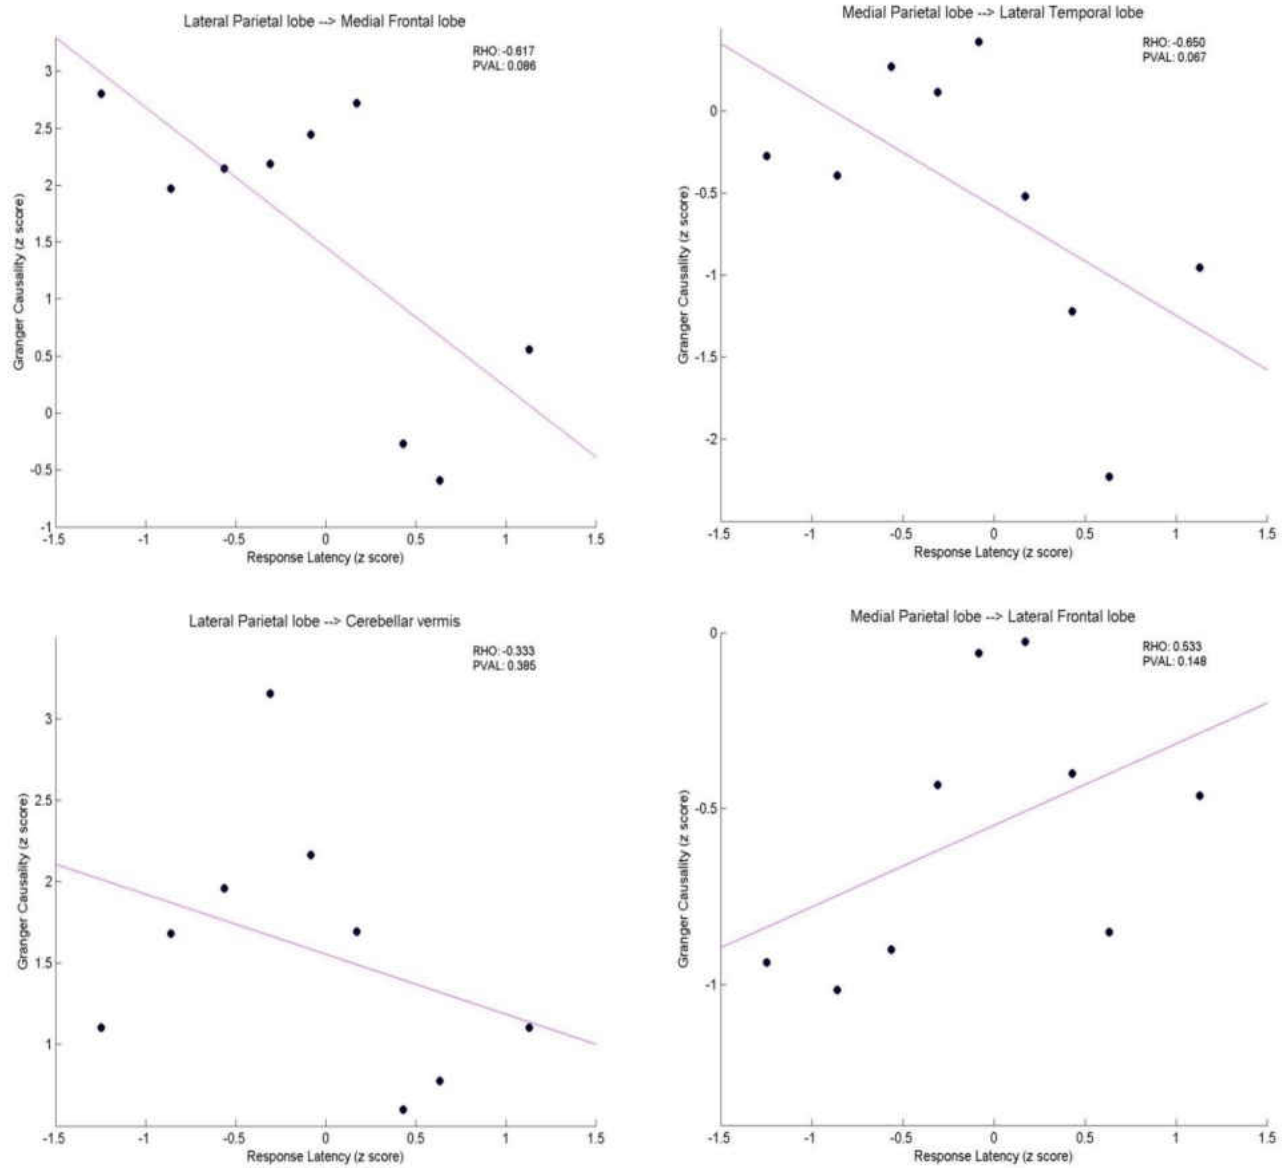 Lateral Parietal lobe --> Medial Frontal lobe
RHO: -0.617
PVAL: 0.086
3
2.5
2
1.5
1
0.5
0
-0.5
-1
Granger Causality (z score)
-1.5 -1 -0.5 0 0.5 1 1.5
Response Latency (z score)
Medial Parietal lobe --> Lateral Temporal lobe
RHO: -0.650
PVAL: 0.067
0
-0.5
-1
-1.5
-2
Granger Causality (z score)
-1.5 -1 -0.5 0 0.5 1 1.5
Response Latency (z score)
Lateral Parietal lobe --> Cerebellar vermis
RHO: -0.333
PVAL: 0.385
3
2.5
2
1.5
1
Granger Causality (z score)
-1.5 -1 -0.5 0 0.5 1 1.5
Response Latency (z score)
Medial Parietal lobe --> Lateral Frontal lobe
RHO: 0.533
PVAL: 0.148
0
-0.5
-1
Granger Causality (z score)
-1.5 -1 -0.5 0 0.5 1 1.5
Response Latency (z score)